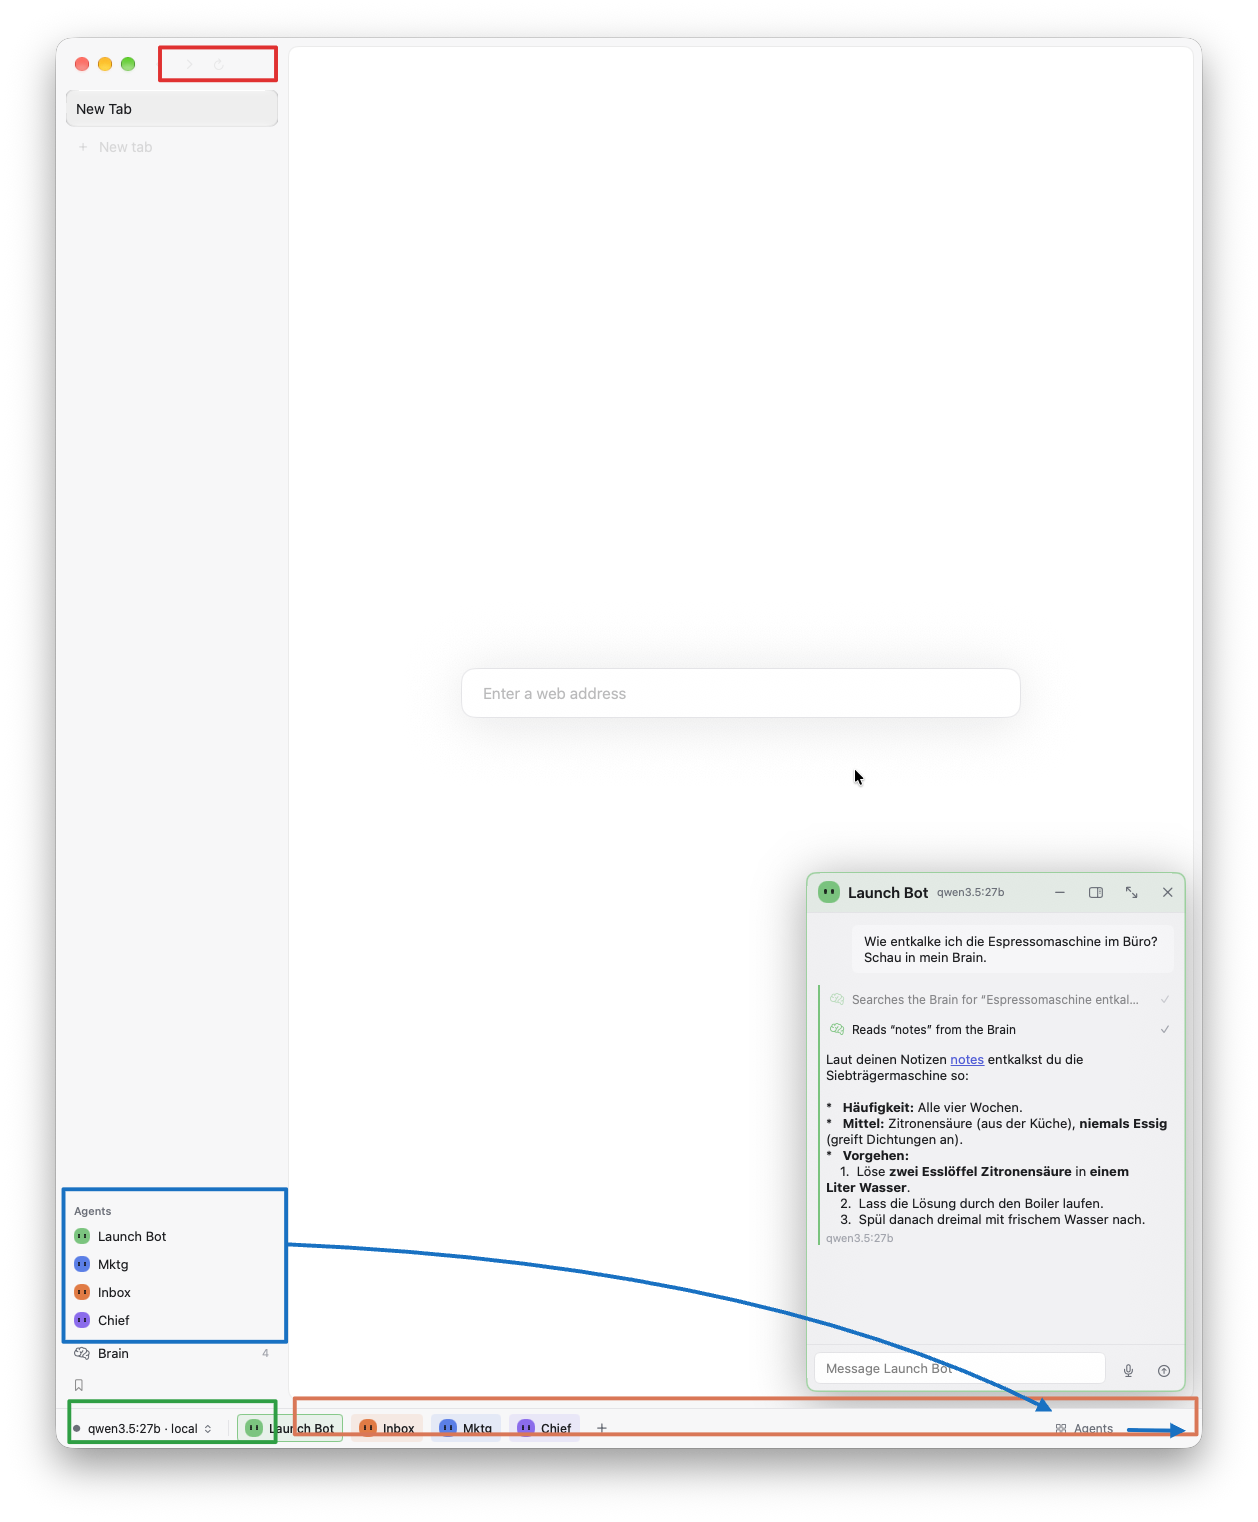 New Tab
+ New tab
Enter a web address
Launch Bot qwen3.5:27b
Wie entkalke ich die Espressomaschine im Büro?
Schau in mein Brain.
Searches the Brain for “Espressomaschine entkal...
Reads “notes” from the Brain
Laut deinen Notizen notes entkalkst du die
Siebträgermaschine so:
* Häufigkeit: Alle vier Wochen.
* Mittel: Zitronensäure (aus der Küche), niemals Essig
(greift Dichtungen an).
* Vorgehen:
1. Löse zwei Esslöffel Zitronensäure in einem
Liter Wasser.
2. Lass die Lösung durch den Boiler laufen.
3. Spül danach dreimal mit frischem Wasser nach.
qwen3.5:27b
Message Launch Bot
Agents
Launch Bot
Mktg
Inbox
Chief
Brain 4
qwen3.5:27b · local
Launch Bot
Inbox
Mktg
Chief
+
Agents